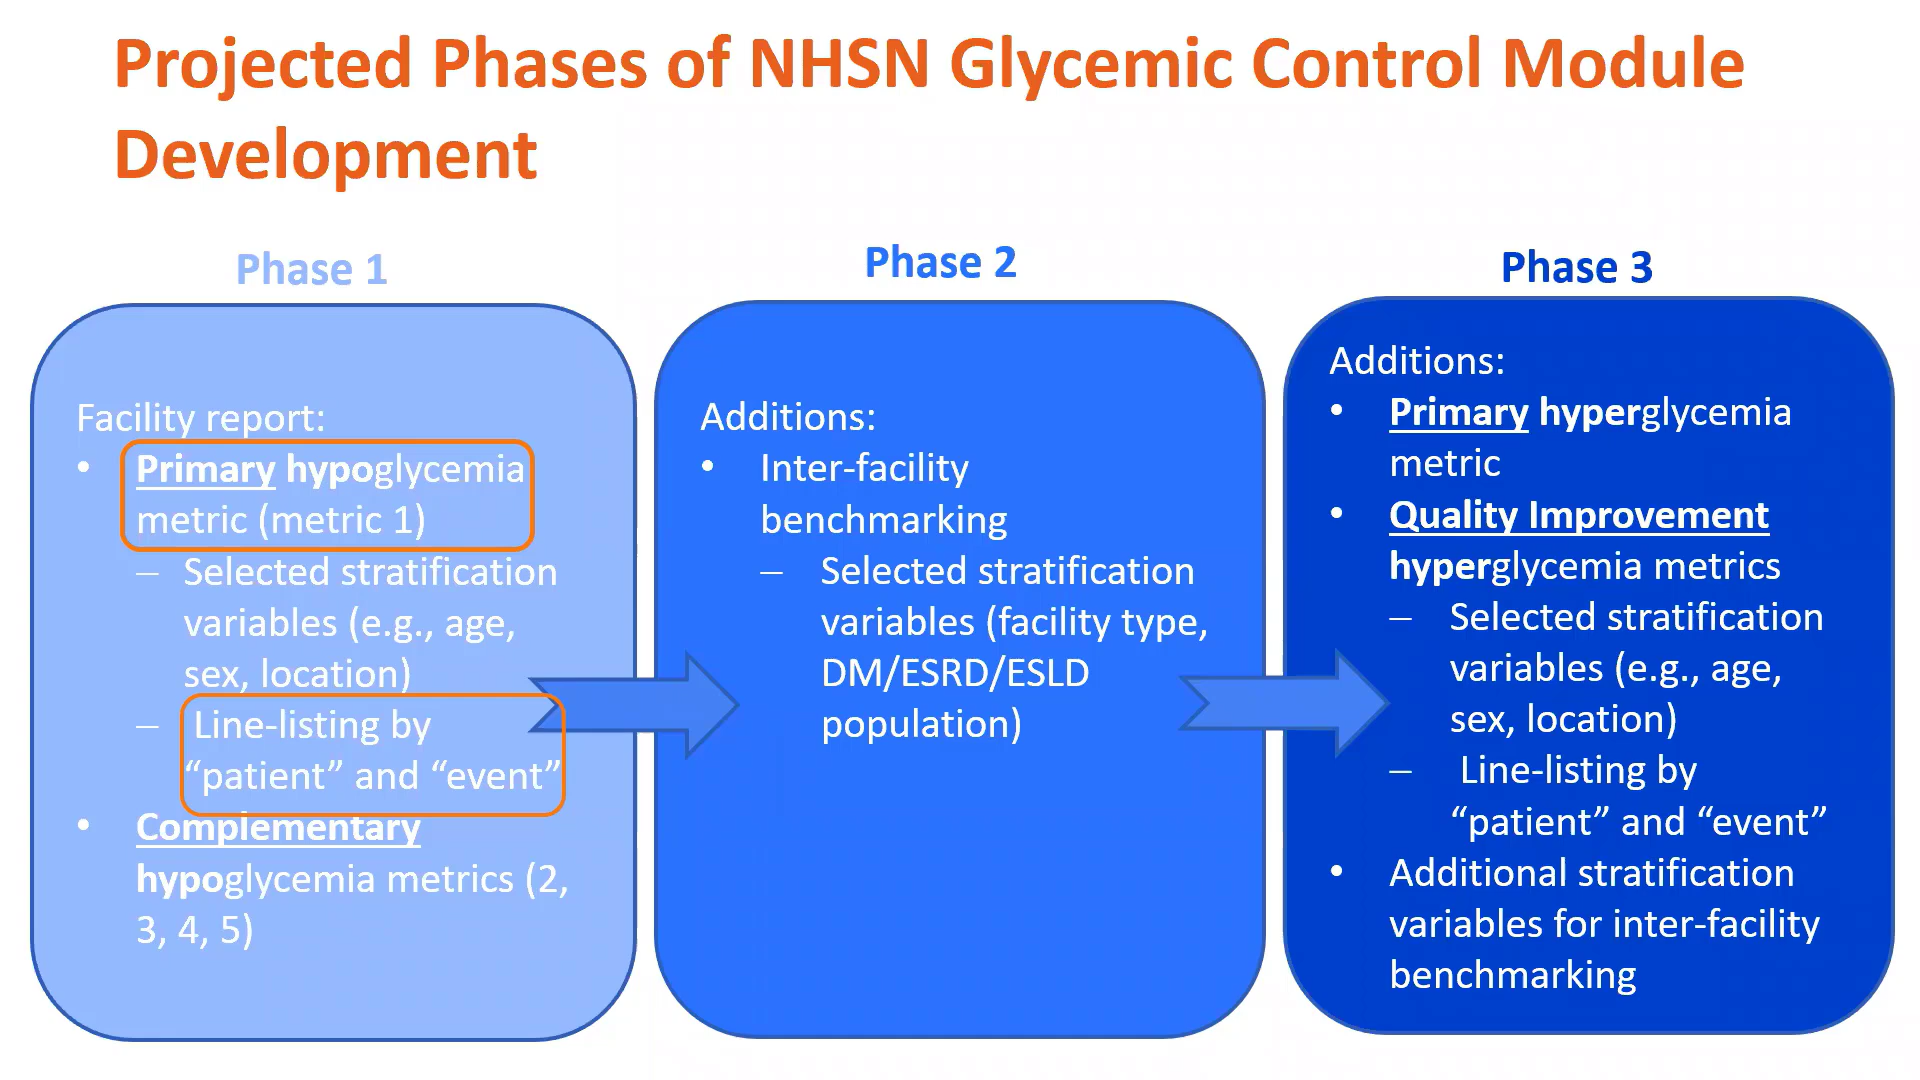 Projected Phases of NHSN Glycemic Control Module
Development
Phase 1
Facility report:
• Primary hypoglycemia
metric (metric 1)
– Selected stratification
variables (e.g., age,
sex, location)
– Line-listing by
“patient” and “event”
• Complementary
hypoglycemia metrics (2,
3, 4, 5)
Phase 2
Additions:
• Inter-facility
benchmarking
– Selected stratification
variables (facility type,
DM/ESRD/ESLD
population)
Phase 3
Additions:
• Primary hyperglycemia
metric
• Quality Improvement
hyperglycemia metrics
– Selected stratification
variables (e.g., age,
sex, location)
– Line-listing by
“patient” and “event”
• Additional stratification
variables for inter-facility
benchmarking